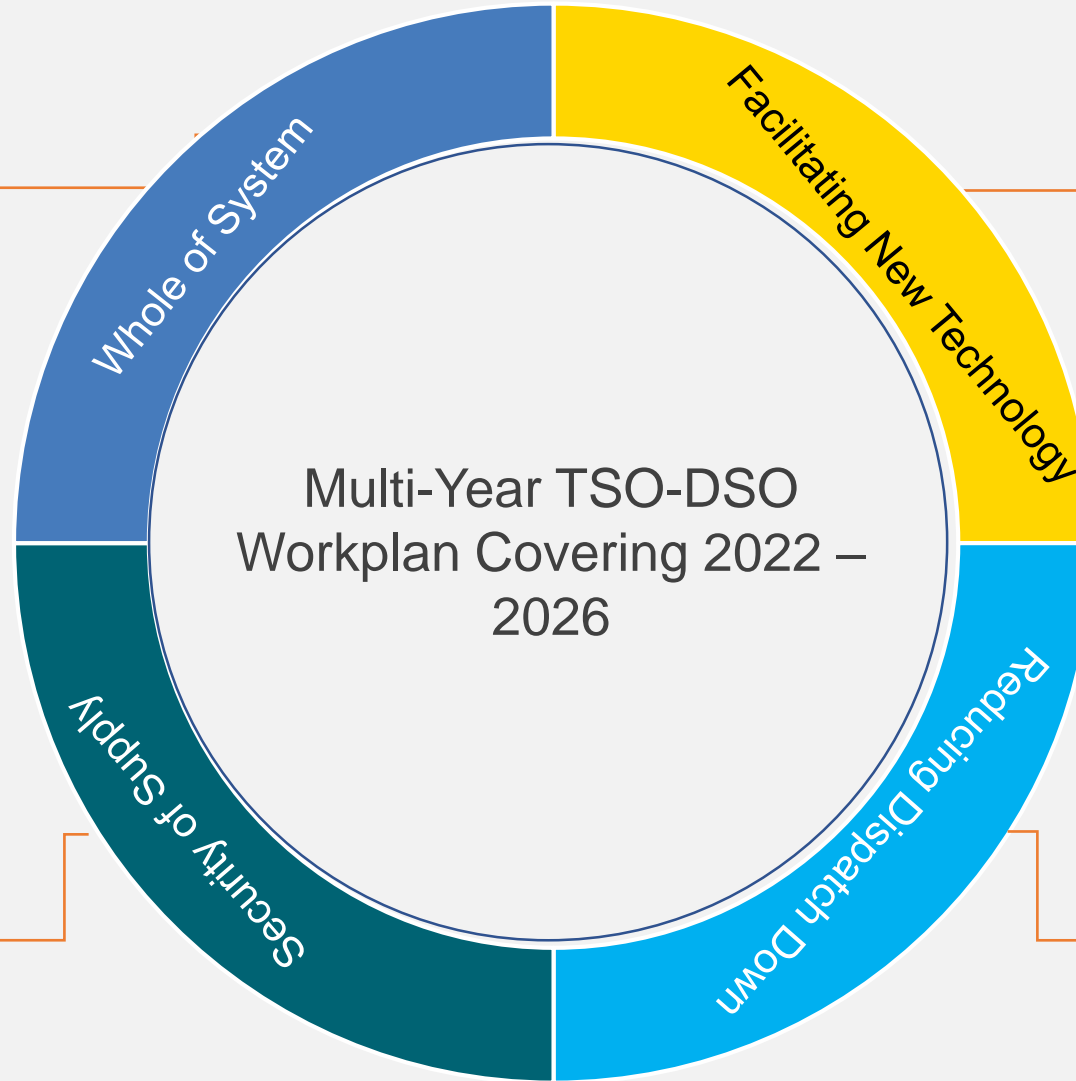 Whole of System
Facilitating New Technology
Multi-Year TSO-DSO
Workplan Covering 2022 –
2026
Security of Supply
Reducing Dispatch Down